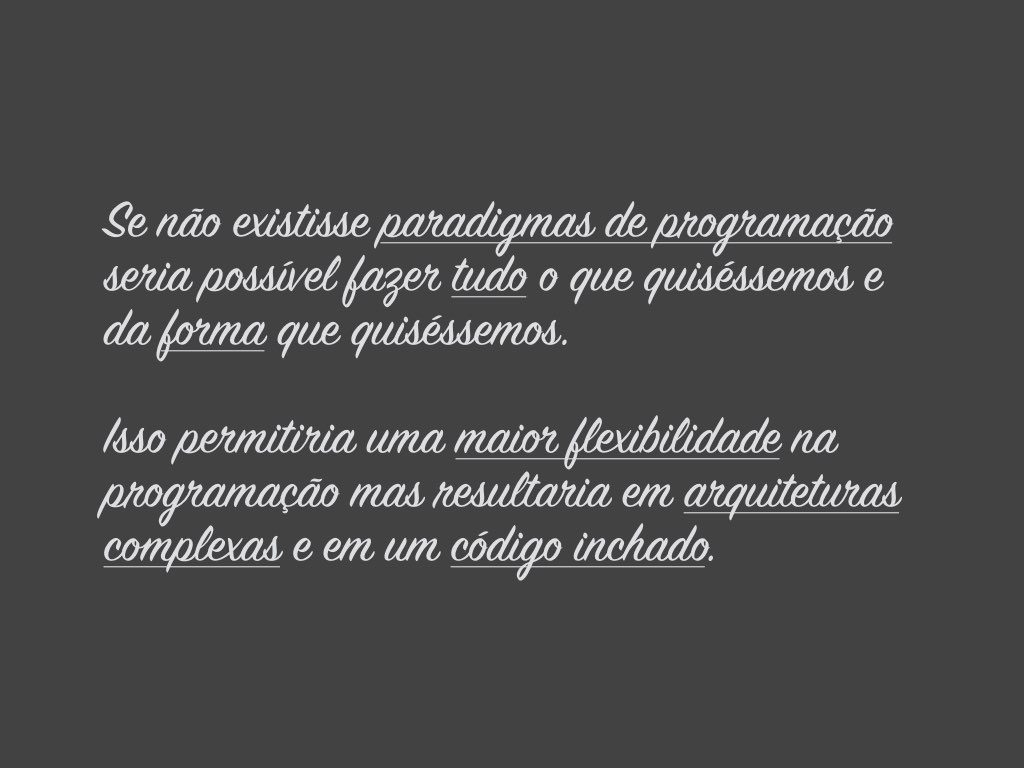 Se não existisse paradigmas de programação
seria possível fazer tudo o que quiséssemos e
da forma que quiséssemos.
Isso permitiria uma maior flexibilidade na
programação mas resultaria em arquiteturas
complexas e em um código inchado.